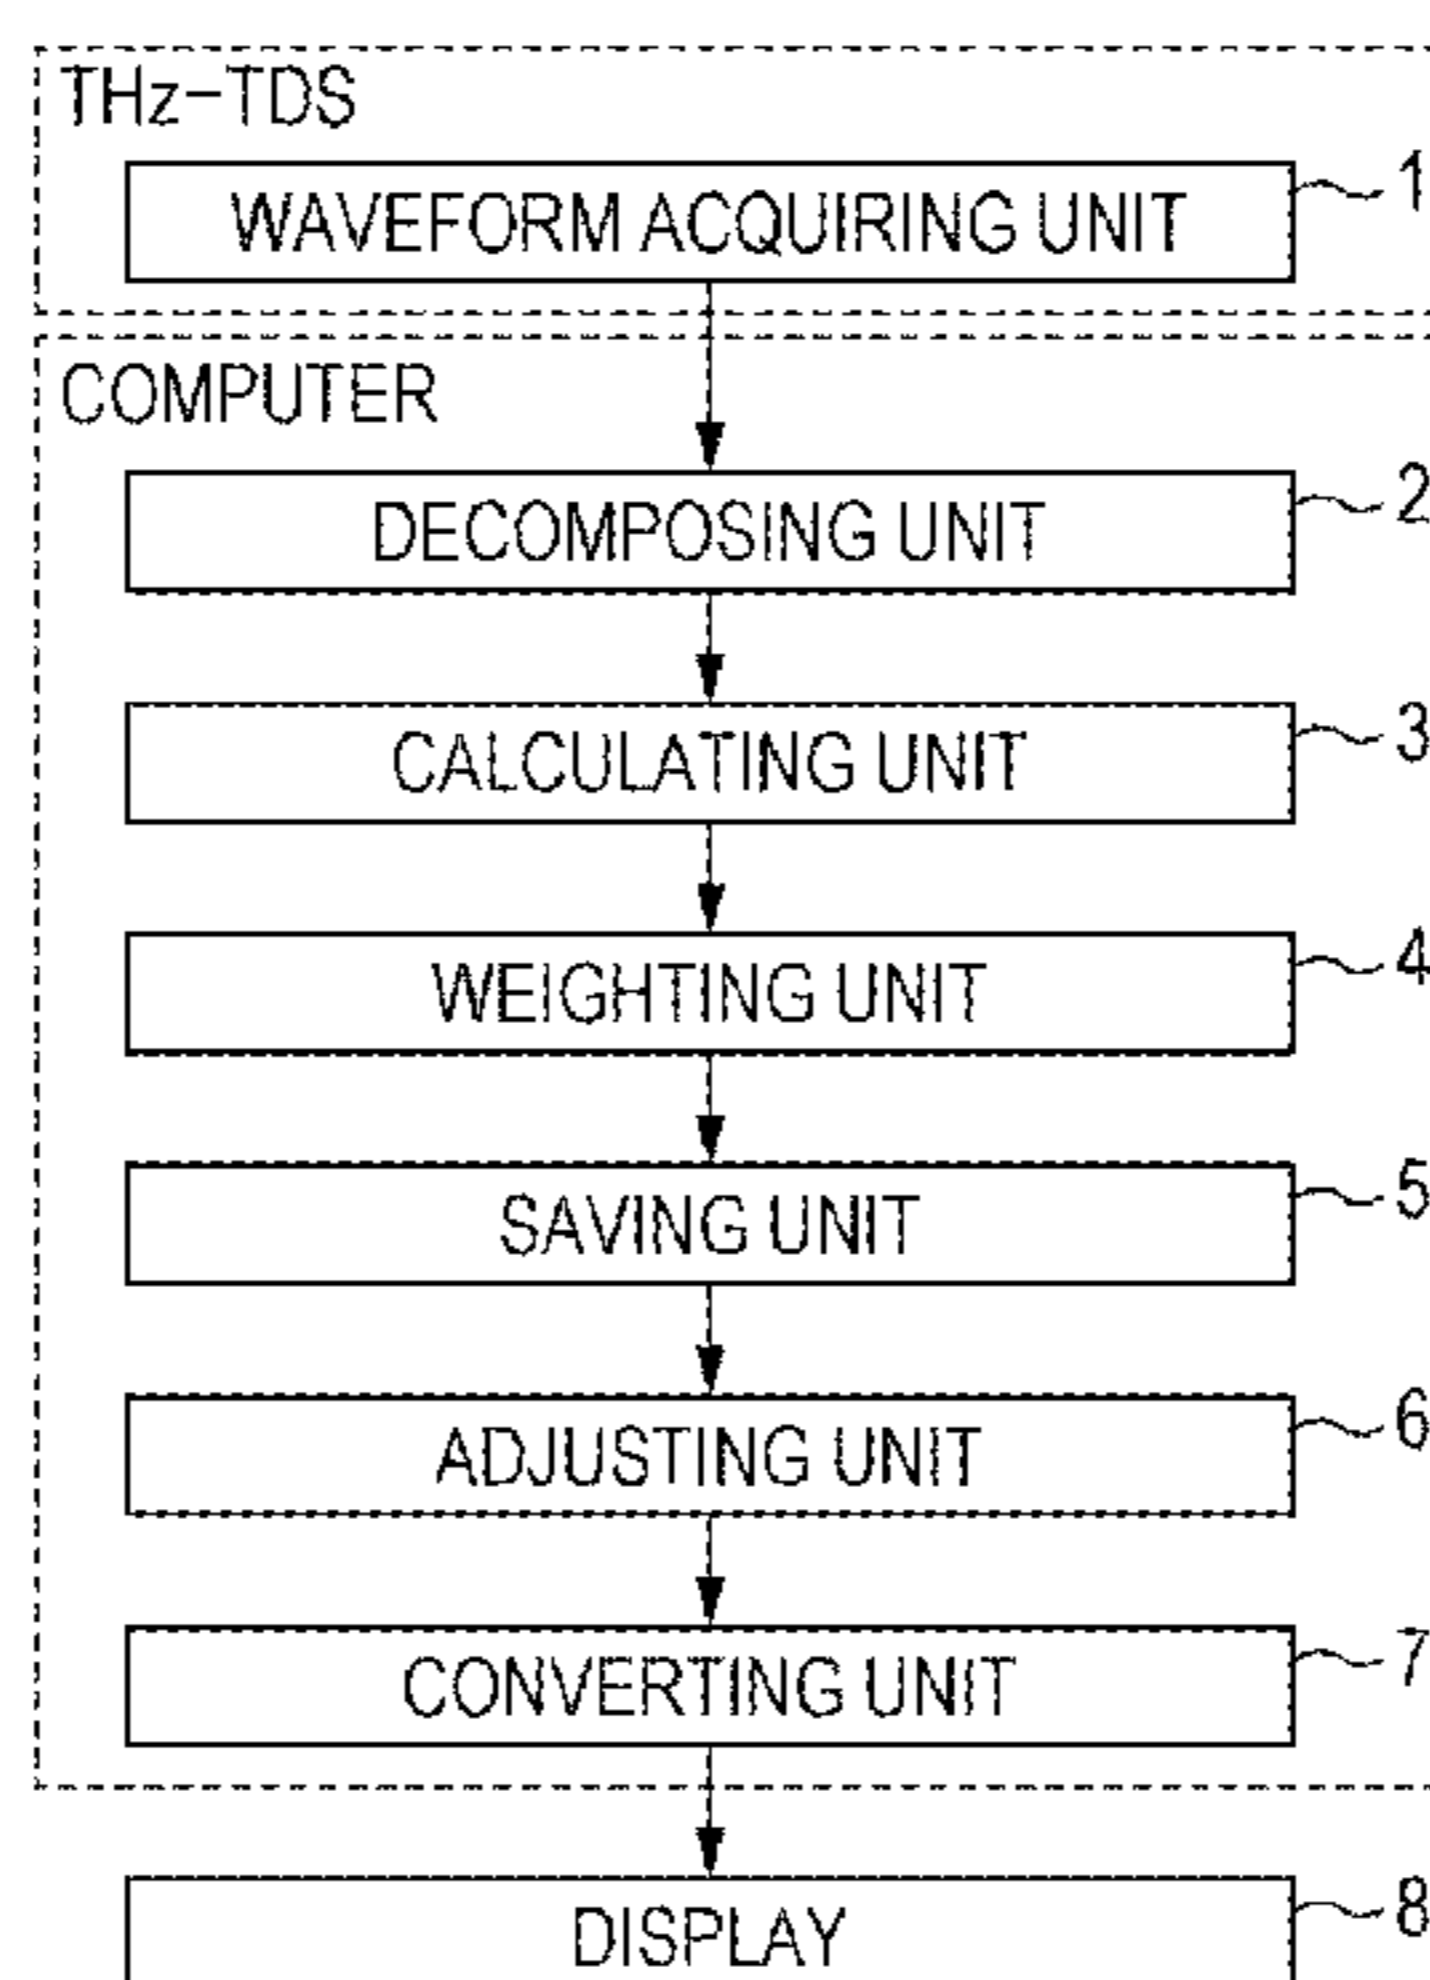 THz-TDS
WAVEFORM ACQUIRING UNIT
1
COMPUTER
DECOMPOSING UNIT
2
CALCULATING UNIT
3
WEIGHTING UNIT
4
SAVING UNIT
5
ADJUSTING UNIT
6
CONVERTING UNIT
7
DISPLAY
8